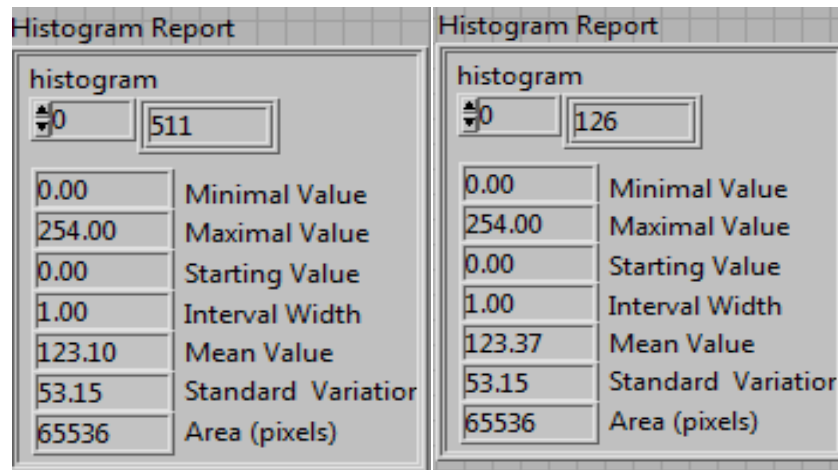 Histogram Report
histogram
0 511
0.00 Minimal Value
254.00 Maximal Value
0.00 Starting Value
1.00 Interval Width
123.10 Mean Value
53.15 Standard Variation
65536 Area (pixels)
Histogram Report
histogram
0 126
0.00 Minimal Value
254.00 Maximal Value
0.00 Starting Value
1.00 Interval Width
123.37 Mean Value
53.15 Standard Variation
65536 Area (pixels)